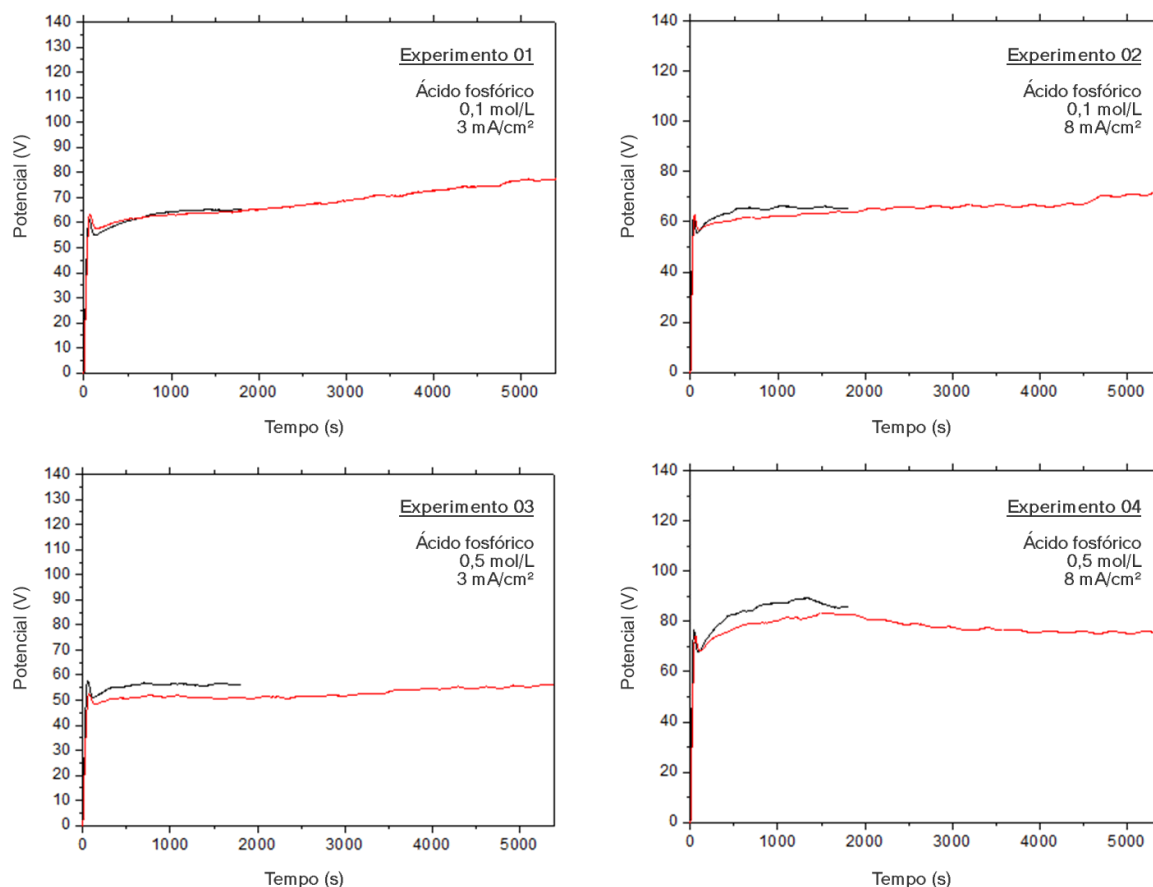 140
130
120
110
100
90
80
70
60
50
40
30
20
10
0
Potencial (V)
Experimento 01
Ácido fosfórico
0,1 mol/L
3 mA/cm²
0 1000 2000 3000 4000 5000
Tempo (s)
140
120
100
80
60
40
20
0
Potencial (V)
Experimento 02
Ácido fosfórico
0,1 mol/L
8 mA/cm²
0 1000 2000 3000 4000 5000
Tempo (s)
140
130
120
110
100
90
80
70
60
50
40
30
20
10
0
Potencial (V)
Experimento 03
Ácido fosfórico
0,5 mol/L
3 mA/cm²
0 1000 2000 3000 4000 5000
Tempo (s)
140
120
100
80
60
40
20
0
Potencial (V)
Experimento 04
Ácido fosfórico
0,5 mol/L
8 mA/cm²
0 1000 2000 3000 4000 5000
Tempo (s)